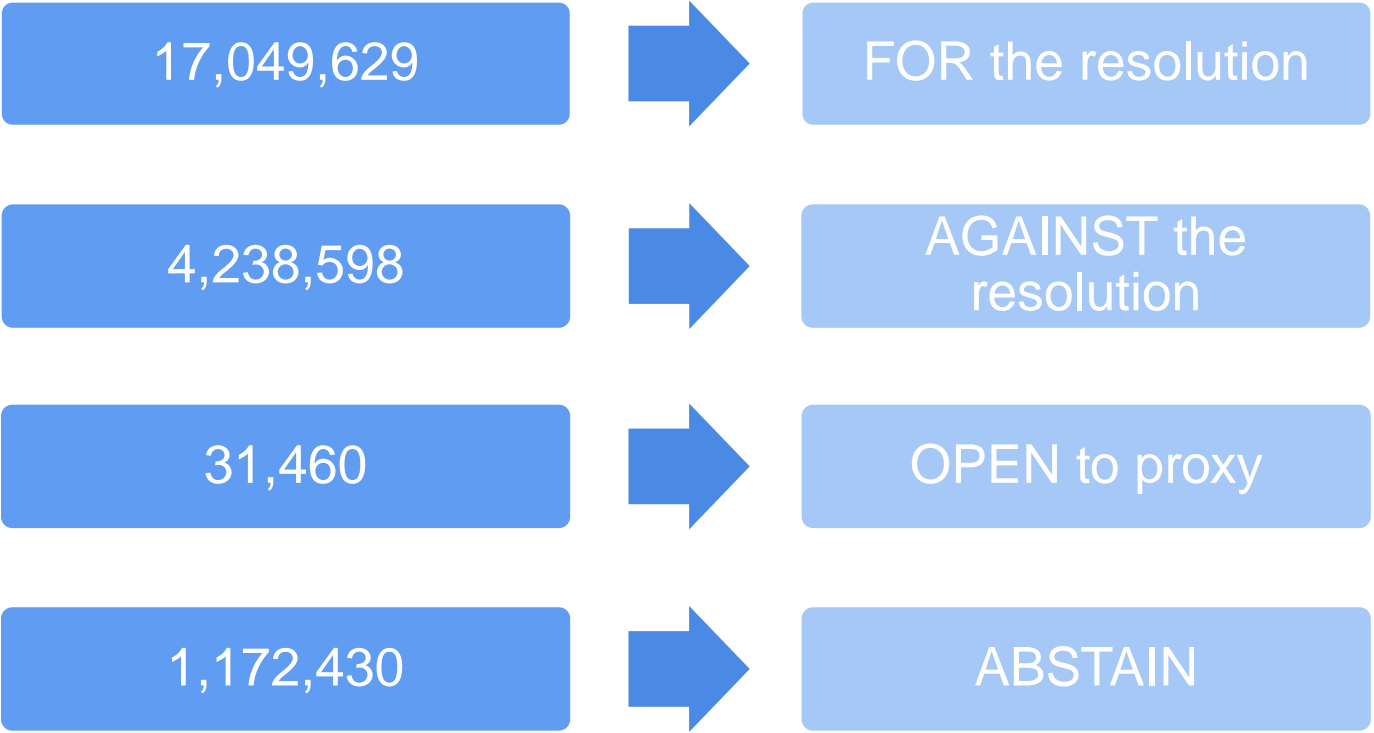 17,049,629
FOR the resolution
4,238,598
AGAINST the
resolution
31,460
OPEN to proxy
1,172,430
ABSTAIN